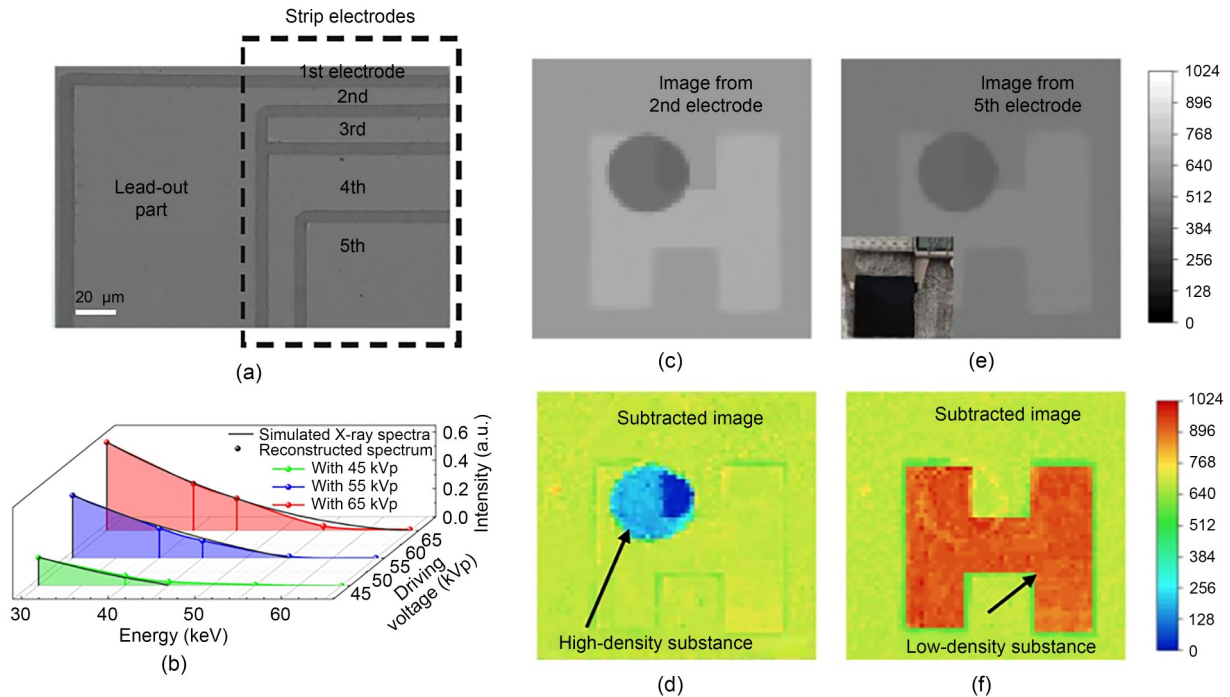 Strip electrodes
1st electrode
2nd
3rd
Lead-out
part
4th
5th
20 μm
(a)
Image from
2nd electrode
(c)
Image from
5th electrode
(e)
1024
896
768
640
512
384
256
128
0
Simulated X-ray spectra
Reconstructed spectrum
With 45 kVp
With 55 kVp
With 65 kVp
0.6
0.4
0.2
0.0
Intensity (a.u.)
65
60
55
50
45
Driving
voltage (kVp)
30
40
50
60
Energy (keV)
(b)
Subtracted image
High-density substance
(d)
Subtracted image
Low-density substance
(f)
1024
896
768
640
512
384
256
128
0